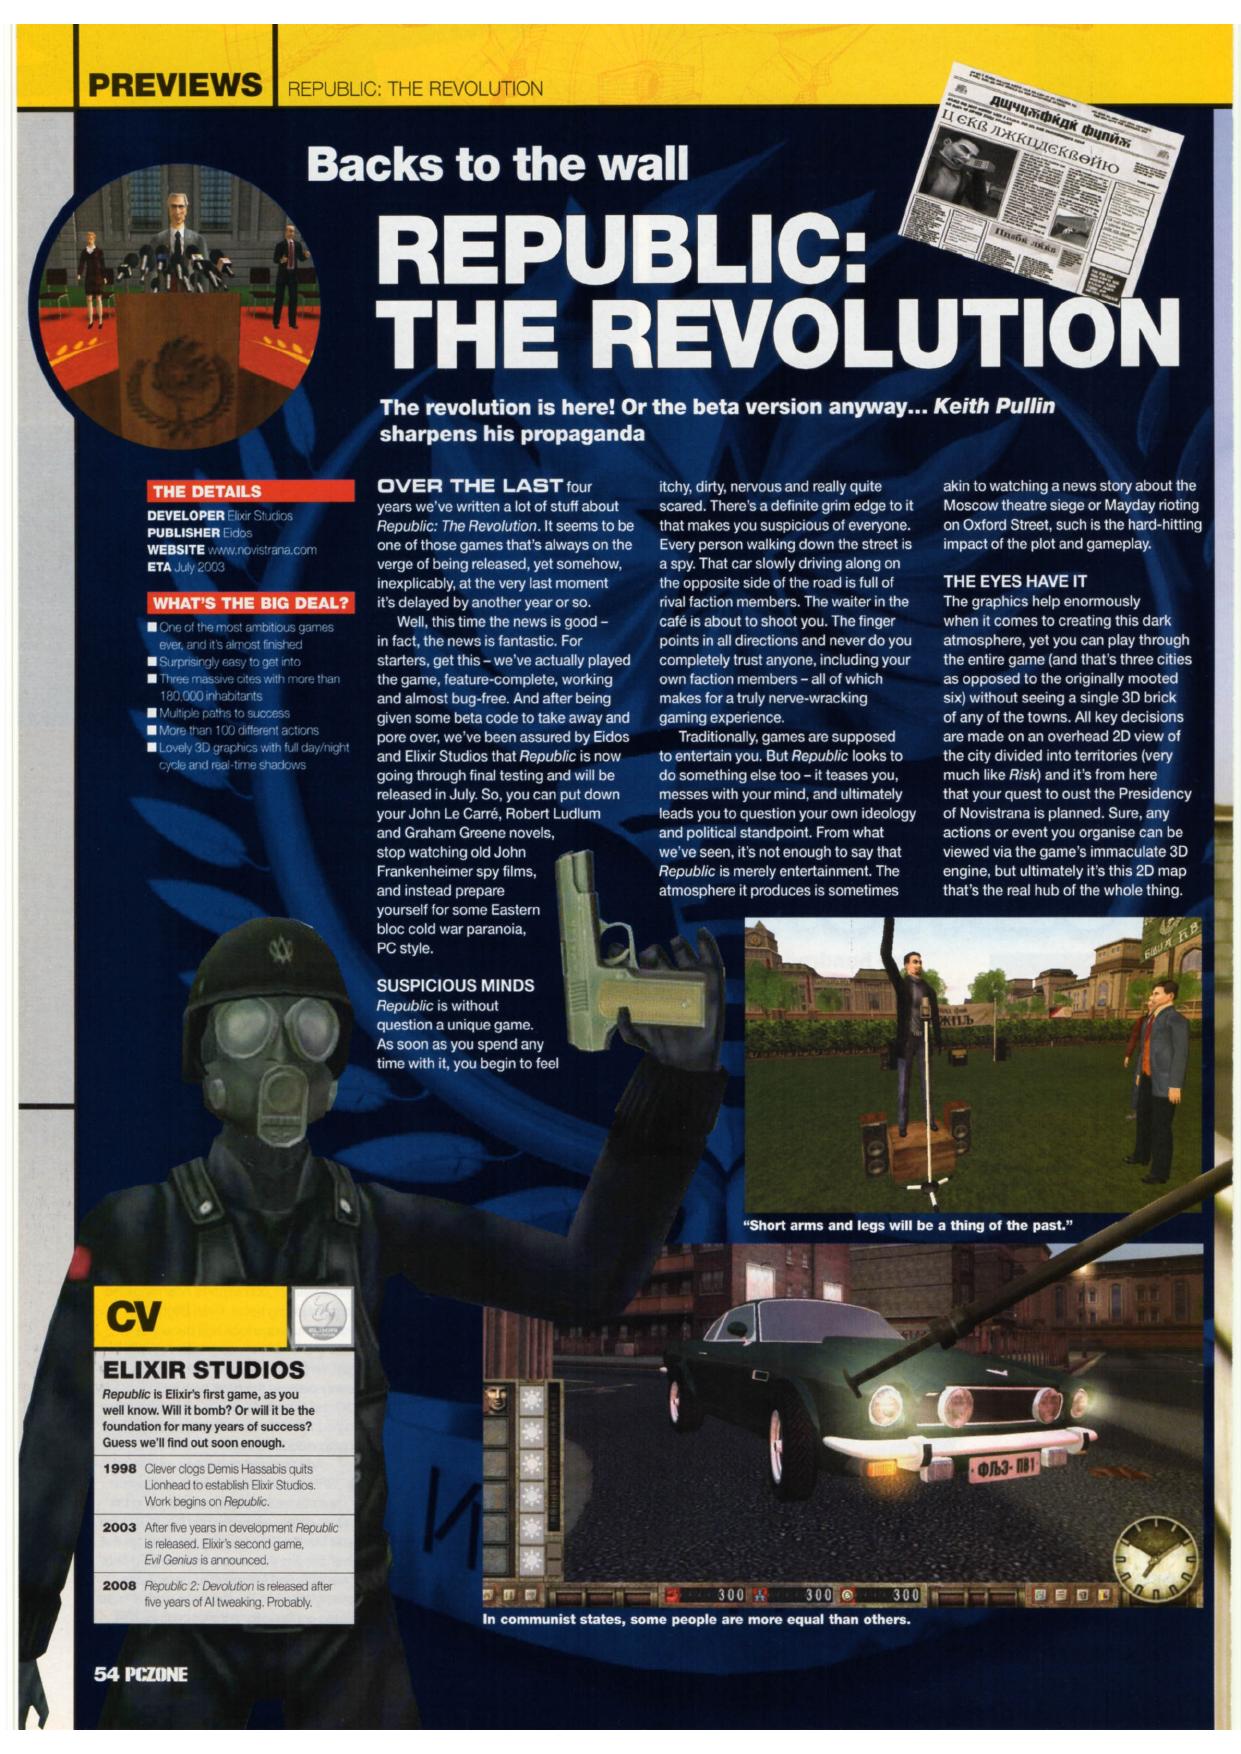 PREVIEWS
REPUBLIC: THE REVOLUTION
Backs to the wall
REPUBLIC:
THE REVOLUTION
The revolution is here! Or the beta version anyway... Keith Pullin
sharpens his propaganda
THE DETAILS
DEVELOPER Elixir Studios
PUBLISHER Eidos
WEBSITE www.novistrana.com
ETA July 2003
WHAT'S THE BIG DEAL?
One of the most ambitious games
ever, and it's almost finished
Surprisingly easy to get into
Three massive cites with more than
180,000 inhabitants
Multiple paths to success
More than 100 different actions
Lovely 3D graphics with full day/night
cycle and real-time shadows
OVER THE LAST four
years we've written a lot of stuff about
Republic: The Revolution. It seems to be
one of those games that's always on the
verge of being released, yet somehow,
inexplicably, at the very last moment
it's delayed by another year or so.
Well, this time the news is good –
in fact, the news is fantastic. For
starters, get this – we've actually played
the game, feature-complete, working
and almost bug-free. And after being
given some beta code to take away and
pore over, we've been assured by Eidos
and Elixir Studios that Republic is now
going through final testing and will be
released in July. So, you can put down
your John Le Carré, Robert Ludlum
and Graham Greene novels,
stop watching old John
Frankenheimer spy films,
and instead prepare
yourself for some Eastern
bloc cold war paranoia,
PC style.
SUSPICIOUS MINDS
Republic is without
question a unique game.
As soon as you spend any
time with it, you begin to feel
itchy, dirty, nervous and really quite
scared. There's a definite grim edge to it
that makes you suspicious of everyone.
Every person walking down the street is
a spy. That car slowly driving along on
the opposite side of the road is full of
rival faction members. The waiter in the
café is about to shoot you. The finger
points in all directions and never do you
completely trust anyone, including your
own faction members – all of which
makes for a truly nerve-wracking
gaming experience.
Traditionally, games are supposed
to entertain you. But Republic looks to
do something else too – it teases you,
messes with your mind, and ultimately
leads you to question your own ideology
and political standpoint. From what
we've seen, it's not enough to say that
Republic is merely entertainment. The
atmosphere it produces is sometimes
akin to watching a news story about the
Moscow theatre siege or Mayday rioting
on Oxford Street, such is the hard-hitting
impact of the plot and gameplay.
THE EYES HAVE IT
The graphics help enormously
when it comes to creating this dark
atmosphere, yet you can play through
the entire game (and that's three cities
as opposed to the originally mooted
six) without seeing a single 3D brick
of any of the towns. All key decisions
are made on an overhead 2D view of
the city divided into territories (very
much like Risk) and it's from here
that your quest to oust the Presidency
of Novistrana is planned. Sure, any
actions or event you organise can be
viewed via the game's immaculate 3D
engine, but ultimately it's this 2D map
that's the real hub of the whole thing.
"Short arms and legs will be a thing of the past."
ФЉЗ· ПВ1
300 300 300
In communist states, some people are more equal than others.
CV
ELIXIR
ELIXIR STUDIOS
Republic is Elixir's first game, as you
well know. Will it bomb? Or will it be the
foundation for many years of success?
Guess we'll find out soon enough.
1998 Clever clogs Demis Hassabis quits
Lionhead to establish Elixir Studios.
Work begins on Republic.
2003 After five years in development Republic
is released. Elixir's second game,
Evil Genius is announced.
2008 Republic 2: Devolution is released after
five years of AI tweaking. Probably.
54 PCZONE